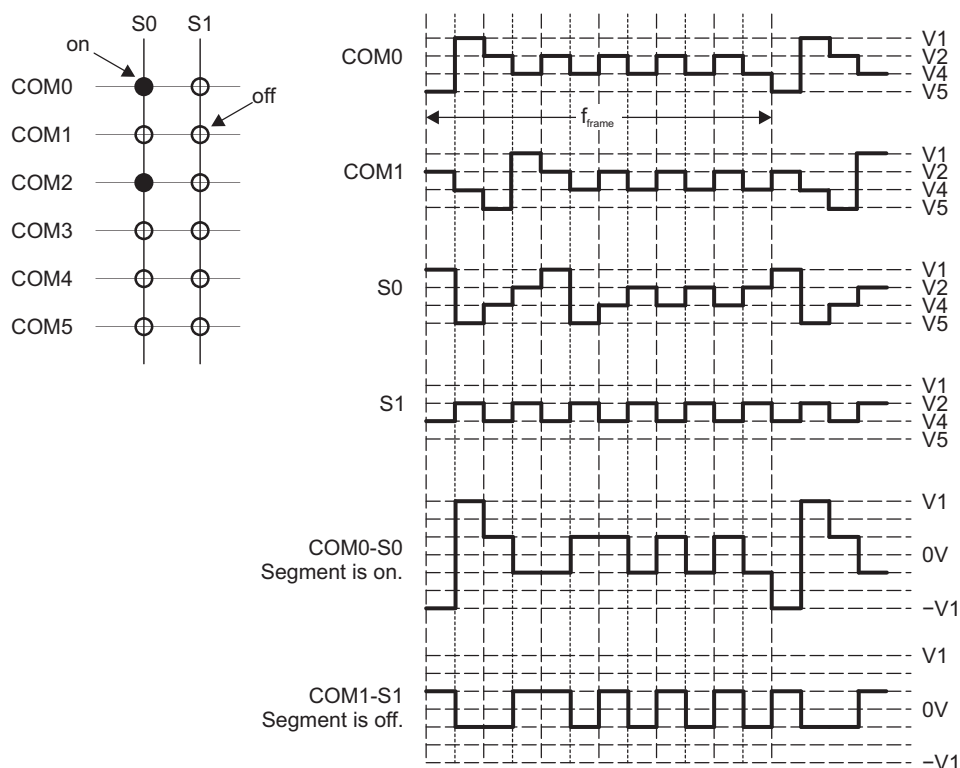 S0 S1
on
COM0
off
COM1
COM2
COM3
COM4
COM5
COM0
V1
V2
V4
V5
fframe
COM1
V1
V2
V4
V5
S0
V1
V2
V4
V5
S1
V1
V2
V4
V5
COM0-S0
Segment is on.
V1
0V
−V1
COM1-S1
Segment is off.
V1
0V
−V1